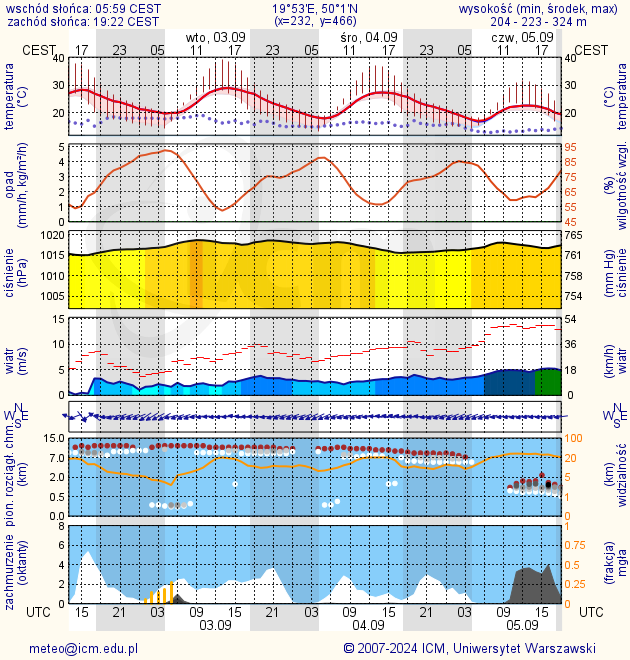 wschód słońca: 05:59 CEST
zachód słońca: 19:22 CEST
19°53'E, 50°1'N
(x=232, y=466)
wysokość (min, środek, max)
204 - 223 - 324 m
wto, 03.09 śro, 04.09 czw, 05.09
CEST 17 23 05 11 17 23 05 11 17 23 05 11 17 CEST
temperatura (°C)
40 30 20
40 30 20
temperatura (°C)
opad (mm/h, kg/m²/h)
5 4 3 2 1 0
95 85 75 65 55 45
(%) wilgotność wzgl.
ciśnienie (hPa)
1020 1015 1010 1005
765 761 758 754
(mm Hg) ciśnienie
wiatr (m/s)
15 10 5 0
54 36 18 0
(km/h) wiatr
N W E S
N W E S
pion. rozciągł. chm. (km)
15.0 7.0 2.0 0.5 0.0
100 20 5 1 0
(km) widzialność
zachmurzenie (oktanty)
8 6 4 2 0
1 0.75 0.5 0.25 0
(frakcja) mgła
UTC 15 21 03 09 15 21 03 09 15 21 03 09 15 UTC
03.09 04.09 05.09
meteo@icm.edu.pl
© 2007-2024 ICM, Uniwersytet Warszawski